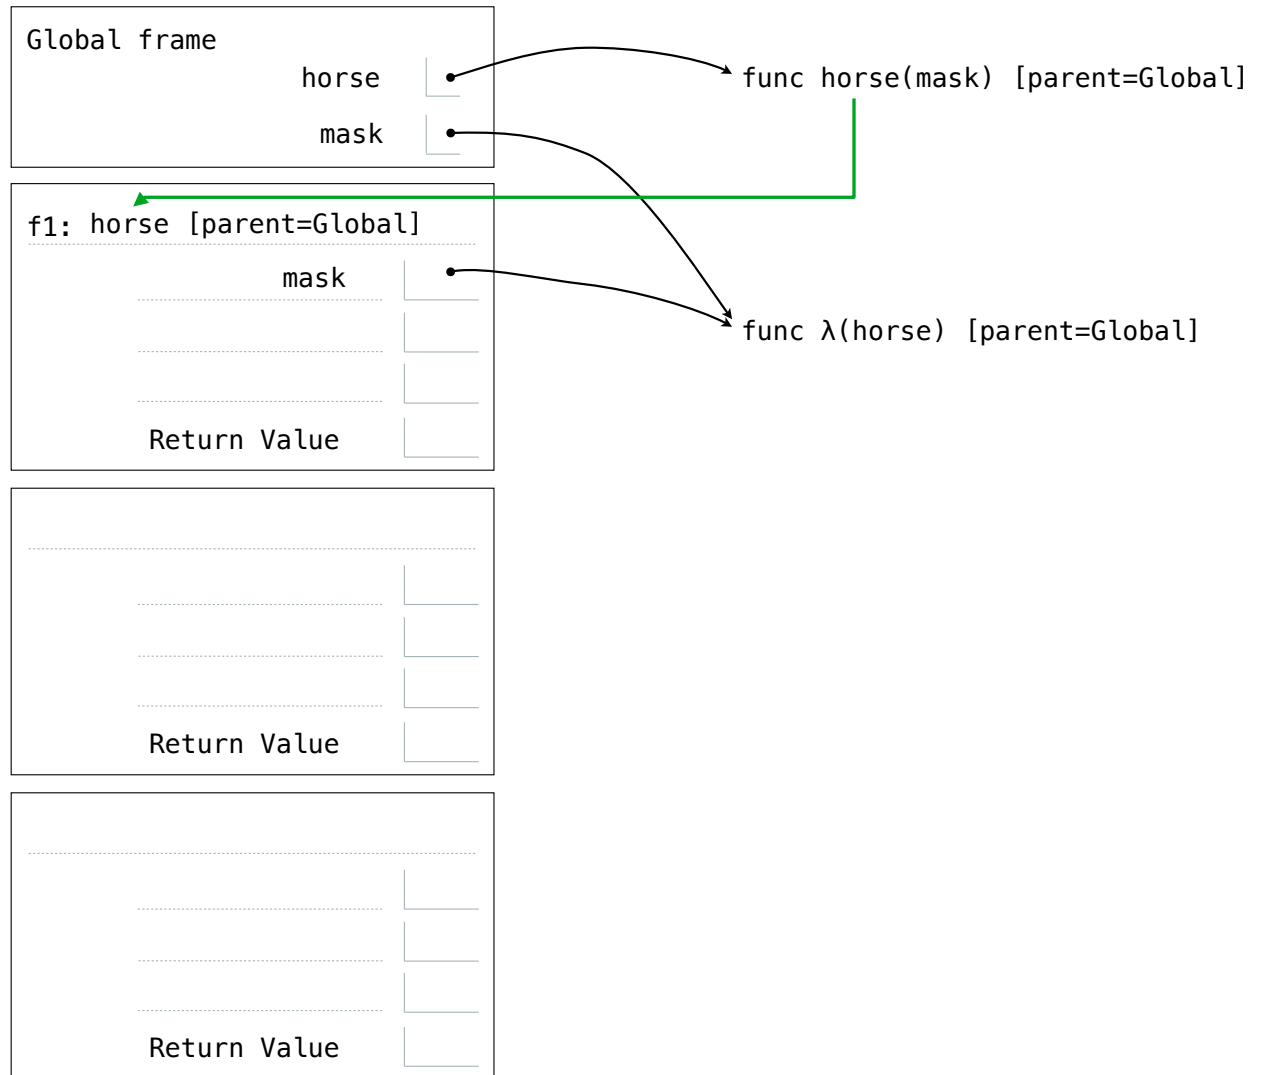 Global frame
horse
func horse(mask) [parent=Global]
mask
f1: horse [parent=Global]
mask
func λ(horse) [parent=Global]
Return Value
Return Value
Return Value